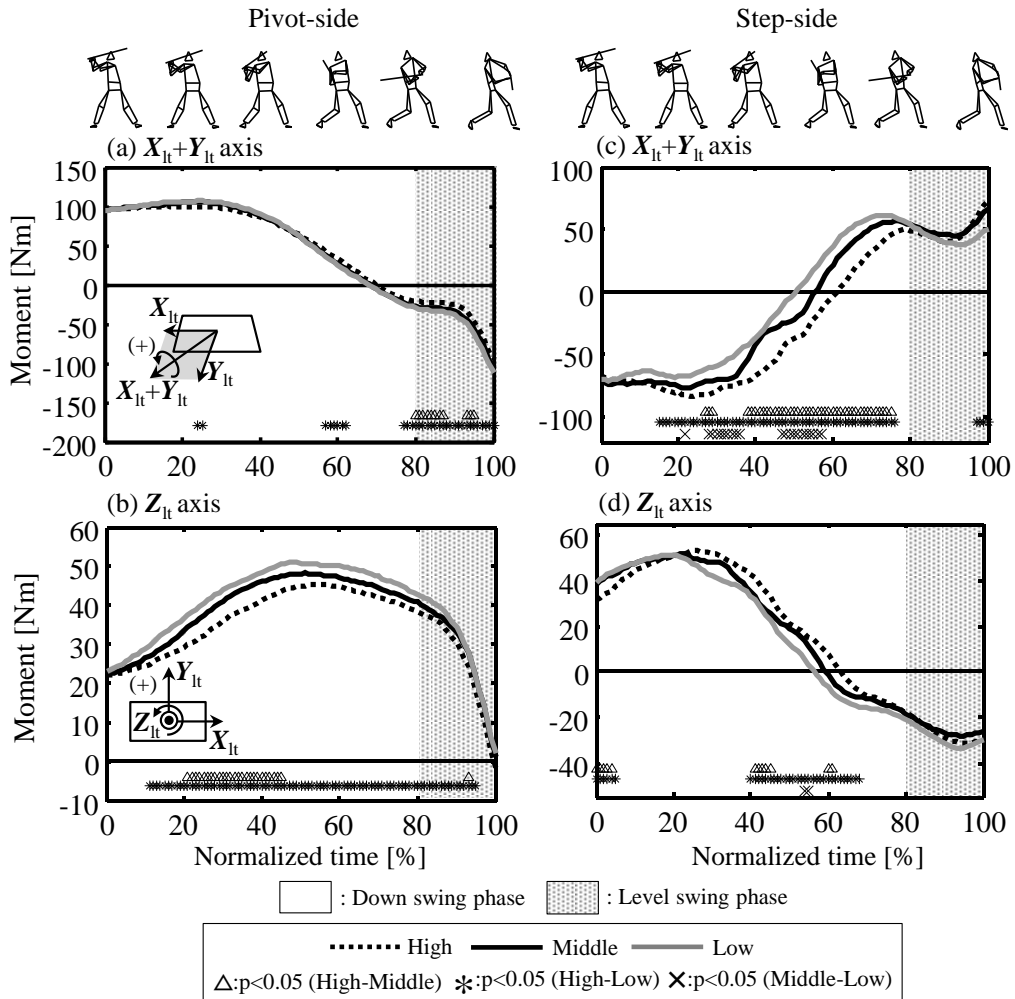 Pivot-side
Step-side
(a) Xlt+Ylt axis
Moment [Nm]
150
100
50
0
-50
-100
-150
-200
Xlt
(+)
Ylt
Xlt+Ylt
0 20 40 60 80 100
(c) Xlt+Ylt axis
100
50
0
-50
-100
0 20 40 60 80 100
(b) Zlt axis
Moment [Nm]
60
50
40
30
20
10
0
-10
(+)
Ylt
Zlt
Xlt
0 20 40 60 80 100
Normalized time [%]
(d) Zlt axis
60
40
20
0
-20
-40
0 20 40 60 80 100
Normalized time [%]
: Down swing phase
: Level swing phase
High Middle Low
△:p<0.05 (High-Middle) *:p<0.05 (High-Low) ×:p<0.05 (Middle-Low)